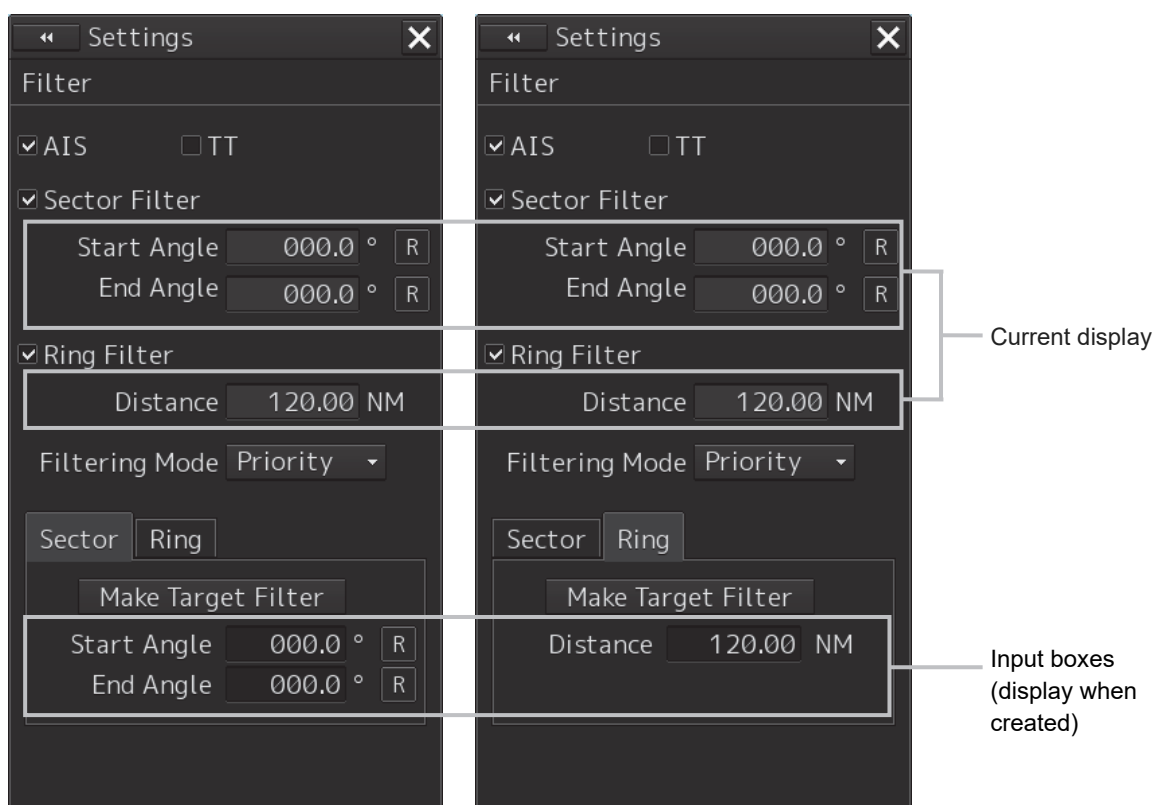 Settings
Filter
AIS TT
Sector Filter
Start Angle 000.0 ° R
End Angle 000.0 ° R
Ring Filter
Distance 120.00 NM
Filtering Mode Priority
Sector Ring
Make Target Filter
Start Angle 000.0 ° R
End Angle 000.0 ° R
Settings
Filter
AIS TT
Sector Filter
Start Angle 000.0 ° R
End Angle 000.0 ° R
Ring Filter
Distance 120.00 NM
Filtering Mode Priority
Sector Ring
Make Target Filter
Distance 120.00 NM
Current display
Input boxes
(display when
created)